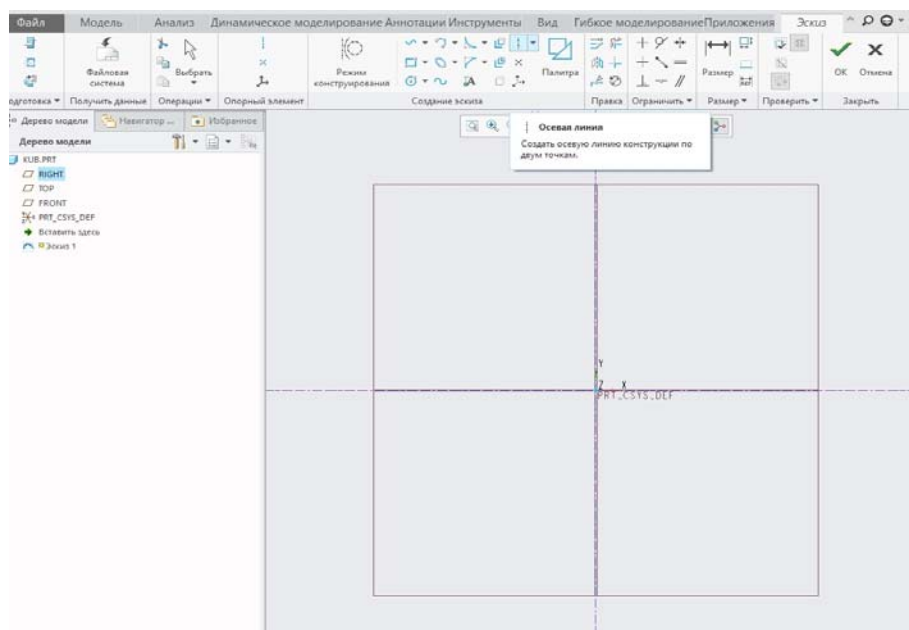 Файл Модель Анализ Динамическое моделирование Аннотации Инструменты Вид Гибкое моделирование Приложения Эскиз
Файловая система
Выбрать
Режим конструирования
Палитра
Размер
ОК Отмена
одготовка Получить данные Операции Опорный элемент Создание эскиза Правка Ограничить Размер Проверить Закрыть
Дерево модели Навигатор ... Избранное
Осевая линия
Создать осевую линию конструкции по
двум точкам.
Дерево модели
KUB.PRT
RIGHT
TOP
FRONT
PRT_CSYS_DEF
Вставить здесь
Эскиз 1
Y
Z X
PRT_CSYS_DEF